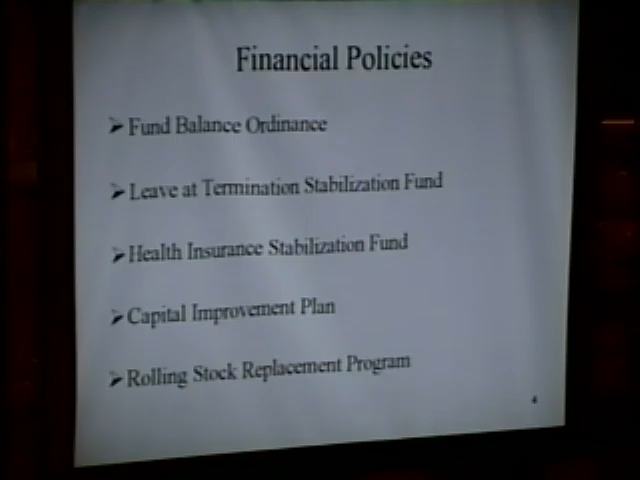 Financial Policies
➢ Fund Balance Ordinance
➢ Leave at Termination Stabilization Fund
➢ Health Insurance Stabilization Fund
➢ Capital Improvement Plan
➢ Rolling Stock Replacement Program
4